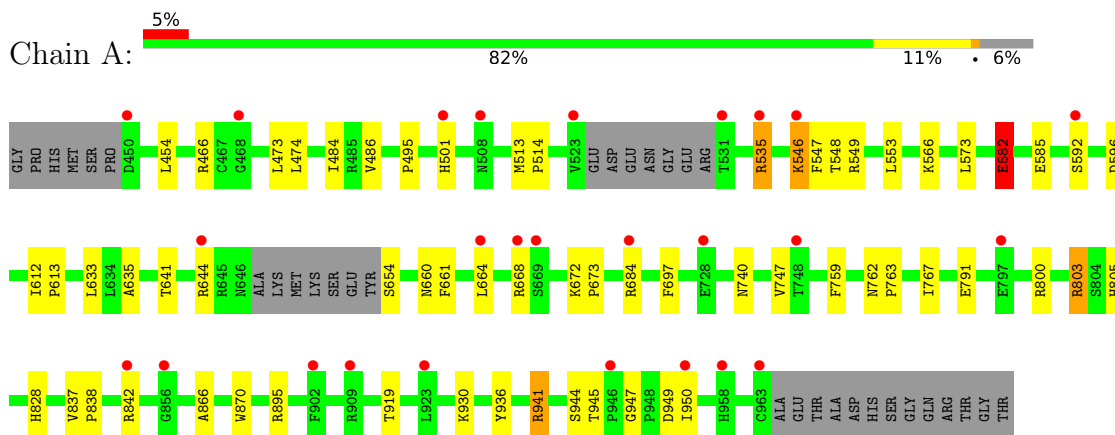 5%
Chain A:
82% 11% • 6%
GLY PRO HIS MET SER PRO D450 L454 R466 C467 G468 L473 L474 I484 R485 V486 P495 H501 N508 M513 P514 V523 GLU ASP GLU ASN GLY GLU ARG T531 R535 K546 F547 T548 R549 L553 K566 L573 E582 E585 S592 D596
I612 P613 L633 L634 A635 T641 R644 R645 N646 ALA LYS MET LYS SER GLU TYR S654 N660 F661 L664 R668 S669 K672 P673 R684 F697 E728 N740 V747 T748 F759 N762 P763 I767 E791 E797 R800 R803 S804 H805
H828 V837 P838 R842 G856 A866 W870 R895 F902 R909 T919 L923 K930 Y936 R941 S944 T945 P946 G947 P948 D949 I950 H958 C963 ALA GLU THR ALA ASP HIS SER GLY GLN ARG THR GLY THR